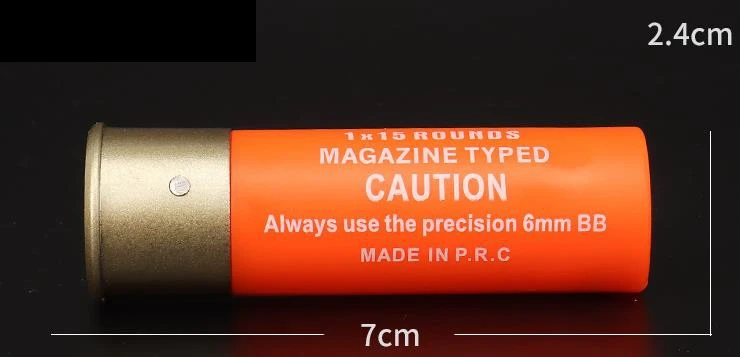 2.4cm
1x15 ROUNDS
MAGAZINE TYPED
CAUTION
Always use the precision 6mm BB
MADE IN P.R.C
7cm